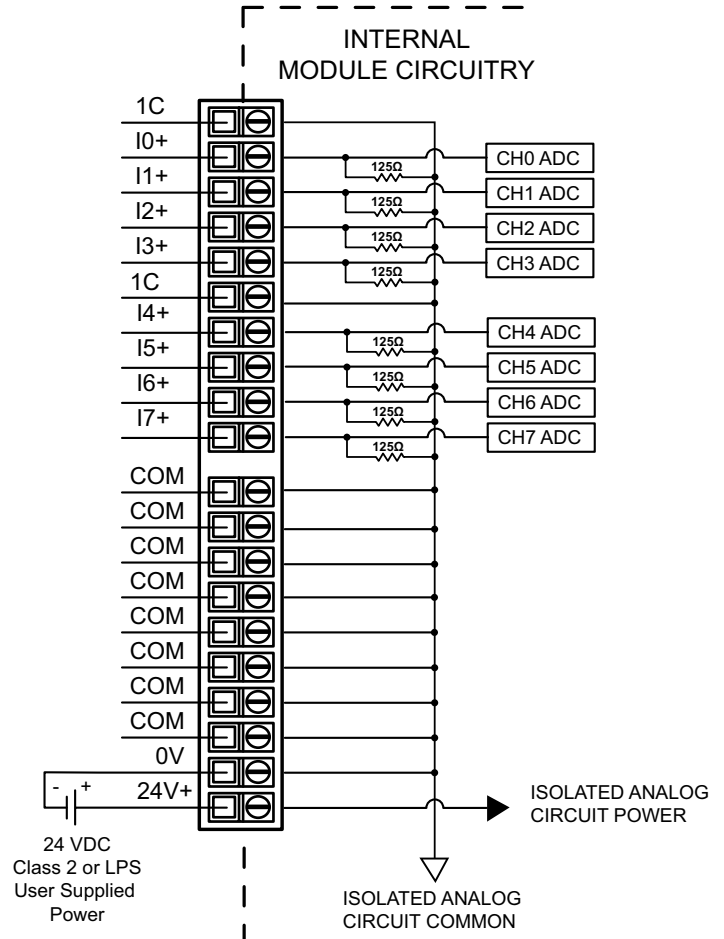 INTERNAL
MODULE CIRCUITRY
1C
I0+
125Ω
CH0 ADC
I1+
125Ω
CH1 ADC
I2+
125Ω
CH2 ADC
I3+
125Ω
CH3 ADC
1C
I4+
125Ω
CH4 ADC
I5+
125Ω
CH5 ADC
I6+
125Ω
CH6 ADC
I7+
125Ω
CH7 ADC
COM
COM
COM
COM
COM
COM
COM
COM
0V
- +
24V+
ISOLATED ANALOG
CIRCUIT POWER
24 VDC
Class 2 or LPS
User Supplied
Power
ISOLATED ANALOG
CIRCUIT COMMON